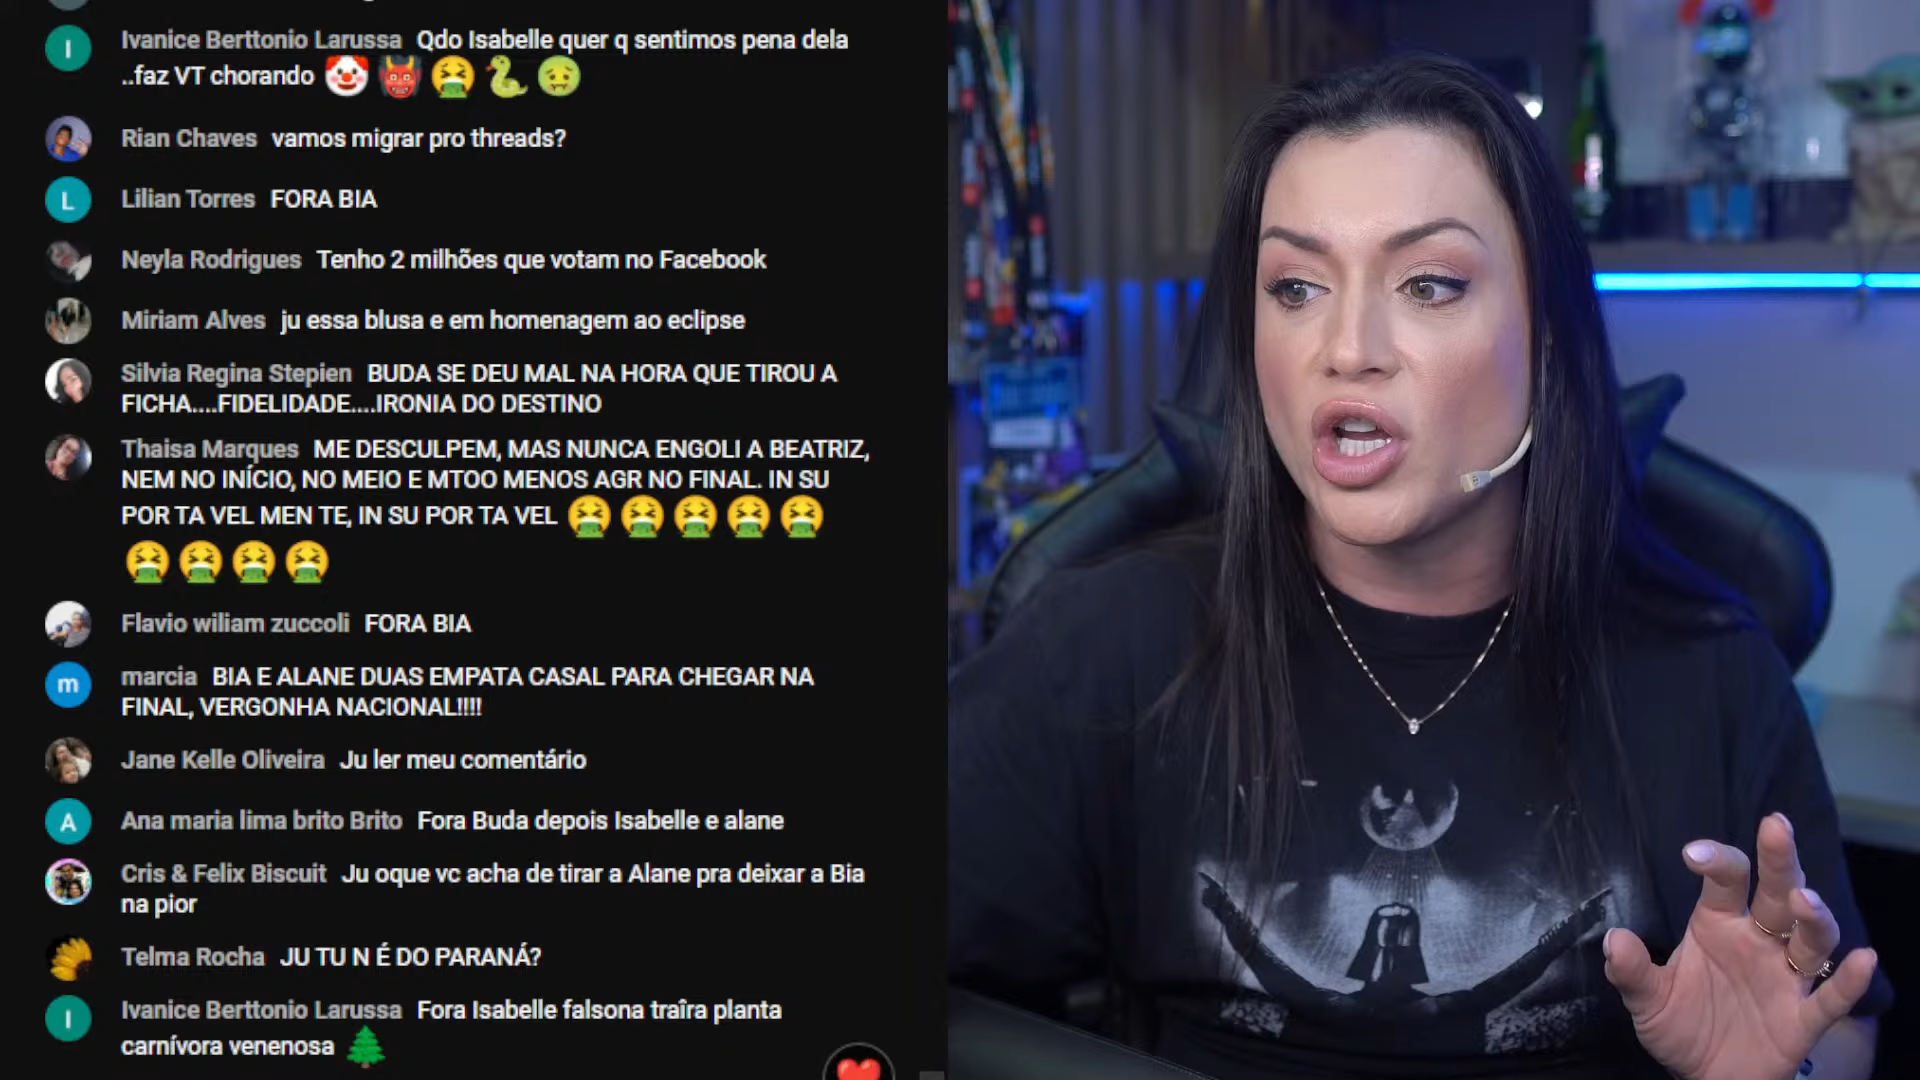 I Ivanice Berttonio Larussa Qdo Isabelle quer q sentimos pena dela
..faz VT chorando 🤡👹🤮🐍🤢
Rian Chaves vamos migrar pro threads?
L Lilian Torres FORA BIA
Neyla Rodrigues Tenho 2 milhões que votam no Facebook
Miriam Alves ju essa blusa e em homenagem ao eclipse
Silvia Regina Stepien BUDA SE DEU MAL NA HORA QUE TIROU A
FICHA....FIDELIDADE....IRONIA DO DESTINO
Thaisa Marques ME DESCULPEM, MAS NUNCA ENGOLI A BEATRIZ,
NEM NO INÍCIO, NO MEIO E MTOO MENOS AGR NO FINAL. IN SU
POR TA VEL MEN TE, IN SU POR TA VEL 🤮🤮🤮🤮🤮
🤮🤮🤮🤮
Flavio wiliam zuccoli FORA BIA
m marcia BIA E ALANE DUAS EMPATA CASAL PARA CHEGAR NA
FINAL, VERGONHA NACIONAL!!!!
Jane Kelle Oliveira Ju ler meu comentário
A Ana maria lima brito Brito Fora Buda depois Isabelle e alane
Cris & Felix Biscuit Ju oque vc acha de tirar a Alane pra deixar a Bia
na pior
Telma Rocha JU TU N É DO PARANÁ?
I Ivanice Berttonio Larussa Fora Isabelle falsona traîra planta
carnívora venenosa 🌲